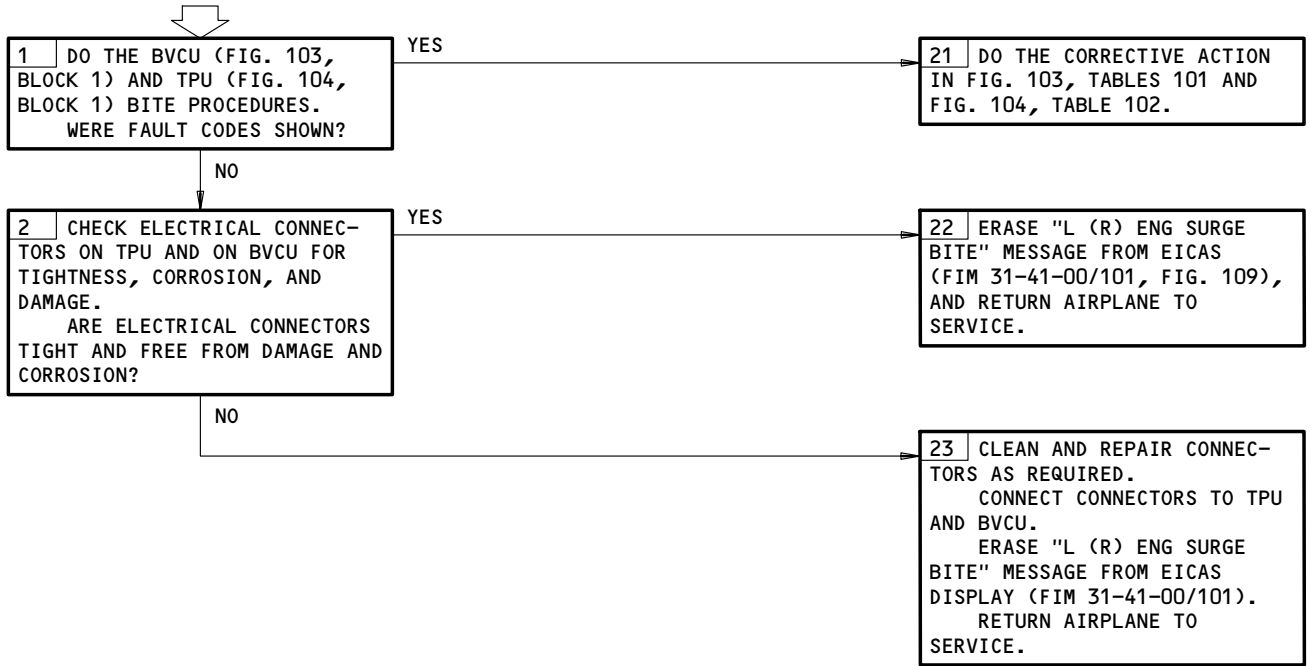 1 DO THE BVCU (FIG. 103,
BLOCK 1) AND TPU (FIG. 104,
BLOCK 1) BITE PROCEDURES.
WERE FAULT CODES SHOWN?
YES
21 DO THE CORRECTIVE ACTION
IN FIG. 103, TABLES 101 AND
FIG. 104, TABLE 102.
NO
2 CHECK ELECTRICAL CONNEC-
TORS ON TPU AND ON BVCU FOR
TIGHTNESS, CORROSION, AND
DAMAGE.
ARE ELECTRICAL CONNECTORS
TIGHT AND FREE FROM DAMAGE AND
CORROSION?
YES
22 ERASE "L (R) ENG SURGE
BITE" MESSAGE FROM EICAS
(FIM 31-41-00/101, FIG. 109),
AND RETURN AIRPLANE TO
SERVICE.
NO
23 CLEAN AND REPAIR CONNEC-
TORS AS REQUIRED.
CONNECT CONNECTORS TO TPU
AND BVCU.
ERASE "L (R) ENG SURGE
BITE" MESSAGE FROM EICAS
DISPLAY (FIM 31-41-00/101).
RETURN AIRPLANE TO
SERVICE.